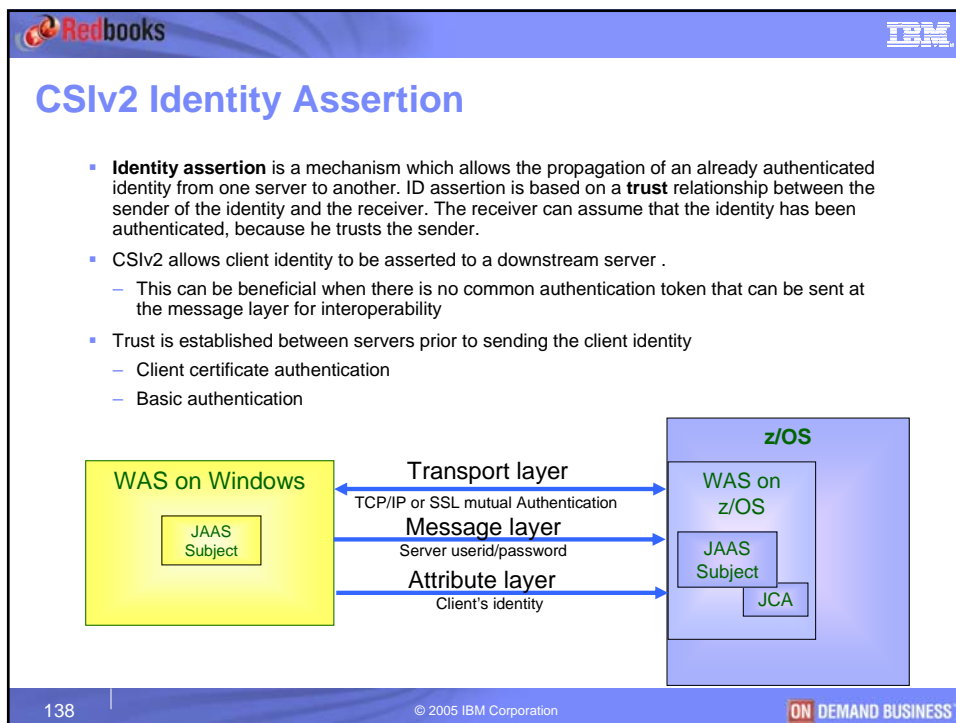 Redbooks
IBM
CSIv2 Identity Assertion
▪ Identity assertion is a mechanism which allows the propagation of an already authenticated
identity from one server to another. ID assertion is based on a trust relationship between the
sender of the identity and the receiver. The receiver can assume that the identity has been
authenticated, because he trusts the sender.
▪ CSIv2 allows client identity to be asserted to a downstream server .
– This can be beneficial when there is no common authentication token that can be sent at
the message layer for interoperability
▪ Trust is established between servers prior to sending the client identity
– Client certificate authentication
– Basic authentication
z/OS
WAS on Windows
JAAS
Subject
Transport layer
TCP/IP or SSL mutual Authentication
Message layer
Server userid/password
Attribute layer
Client's identity
WAS on
z/OS
JAAS
Subject
JCA
138
© 2005 IBM Corporation
ON DEMAND BUSINESS